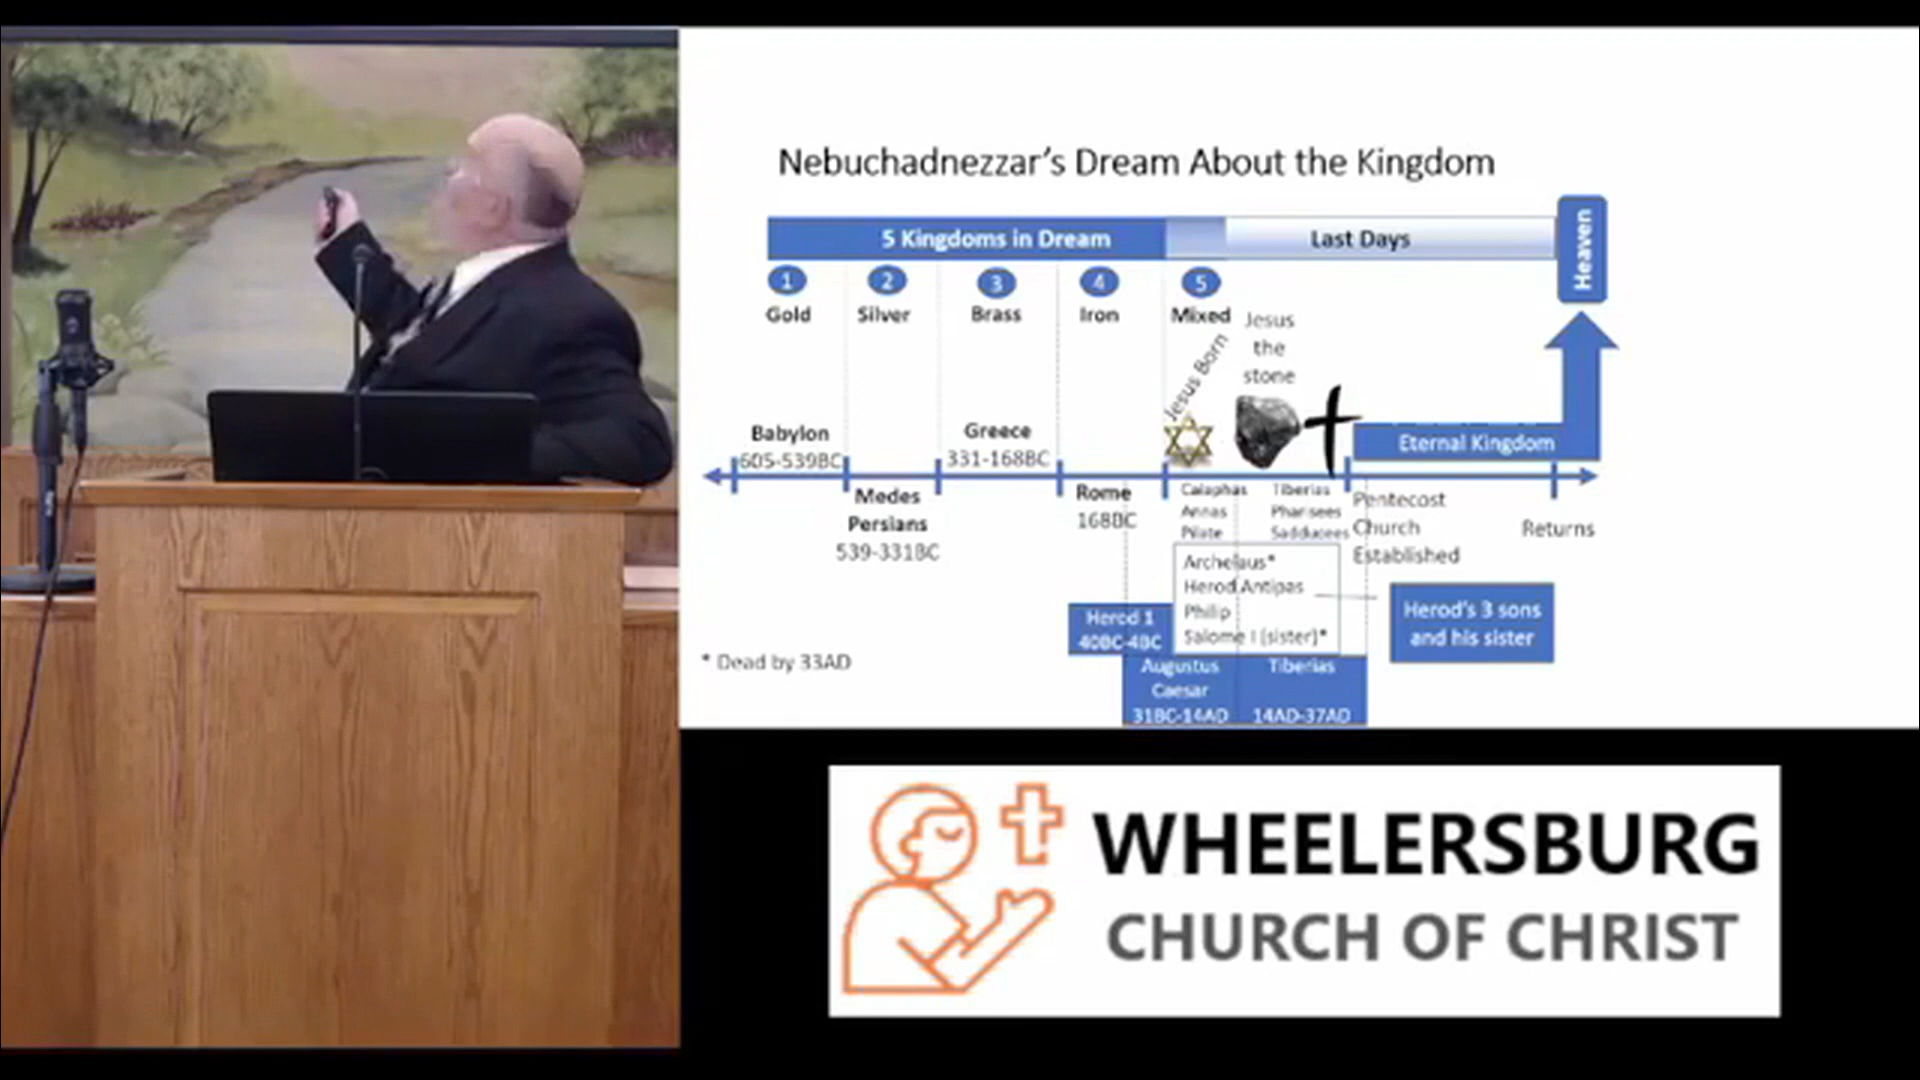 Nebuchadnezzar's Dream About the Kingdom
5 Kingdoms in Dream
Last Days
Heaven
1
2
3
4
5
Gold
Silver
Brass
Iron
Mixed
Jesus
the
stone
Jesus Born
Babylon
605-539BC
Greece
331-168BC
Eternal Kingdom
Medes
Persians
539-331BC
Rome
168BC
Caiaphas
Annas
Pilate
Tiberias
Pharisees
Sadducees
Pentecost
Church
Established
Returns
Archelaus*
Herod Antipas
Philip
Salome I (sister)*
Herod's 3 sons
and his sister
Herod 1
40BC-4BC
* Dead by 33AD
Augustus
Caesar
31BC-14AD
Tiberias
14AD-37AD
WHEELERSBURG
CHURCH OF CHRIST